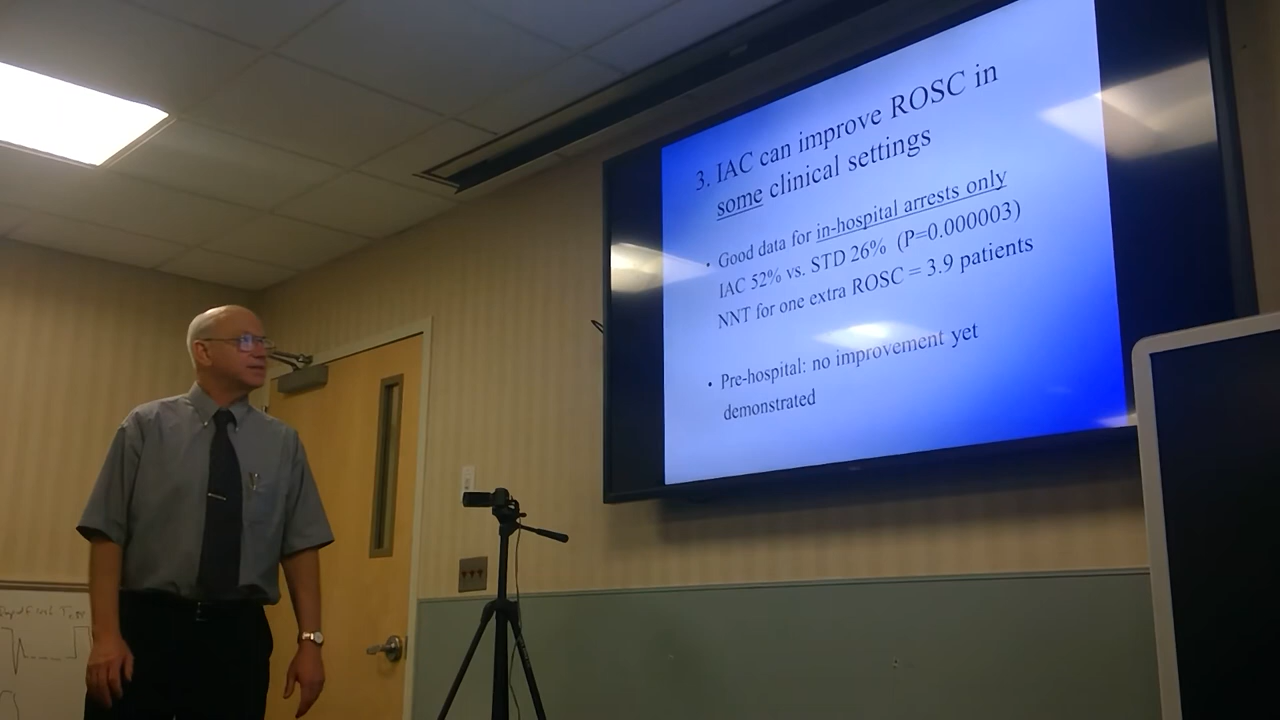 3. IAC can improve ROSC in
some clinical settings
• Good data for in-hospital arrests only
IAC 52% vs. STD 26% (P=0.000003)
NNT for one extra ROSC = 3.9 patients
• Pre-hospital: no improvement yet
demonstrated
Test